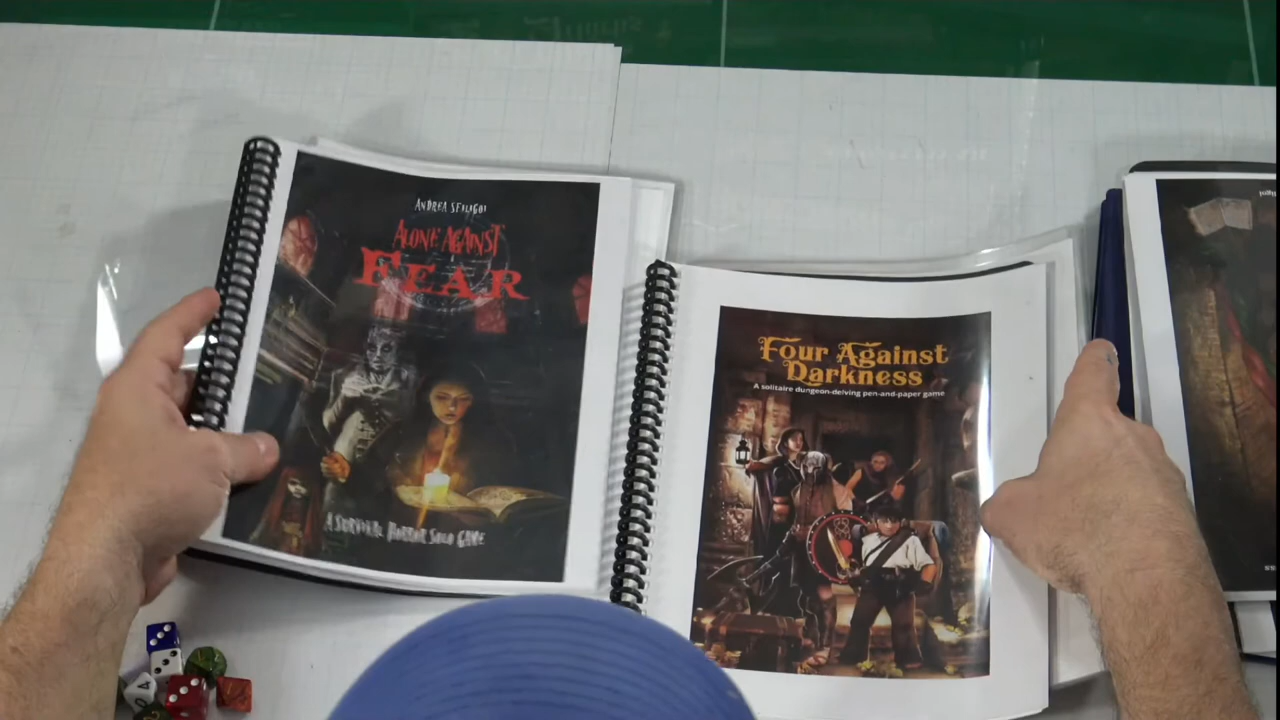 ANDREA SFILIGOI
ALONE AGAINST
FEAR
A SURVIVAL HORROR SOLO GAME
Four Against
Darkness
A solitaire dungeon-delving pen-and-paper game